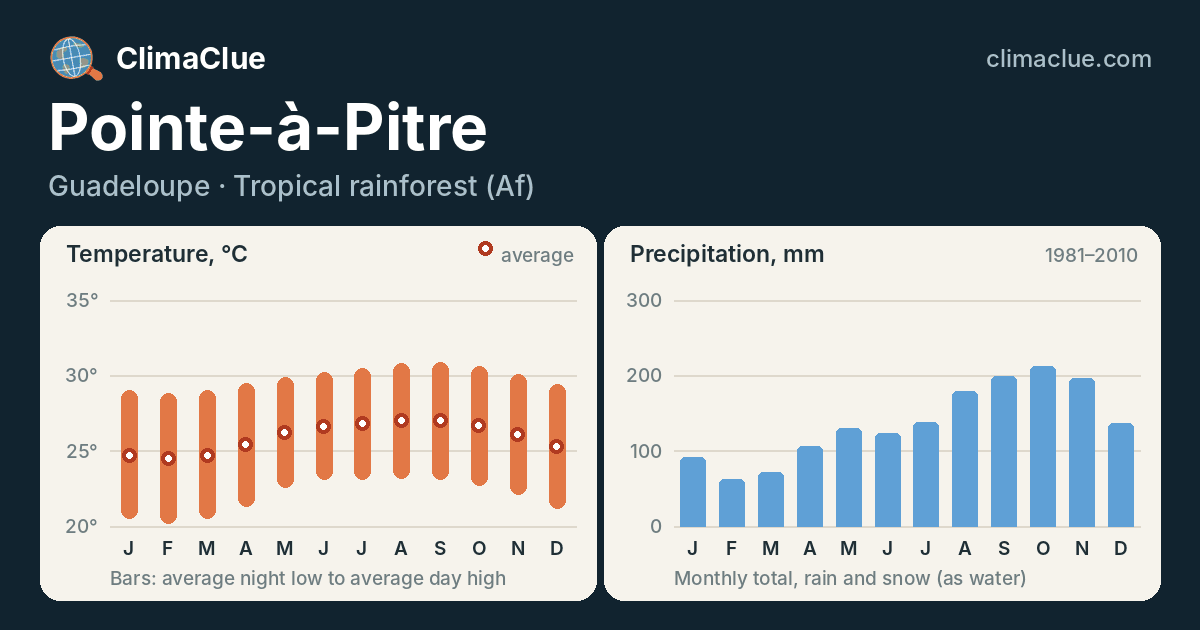 ClimaClue
climaclue.com
Pointe-à-Pitre
Guadeloupe · Tropical rainforest (Af)
Temperature, °C
average
35°
30°
25°
20°
J F M A M J J A S O N D
Bars: average night low to average day high
Precipitation, mm
1981–2010
300
200
100
0
J F M A M J J A S O N D
Monthly total, rain and snow (as water)